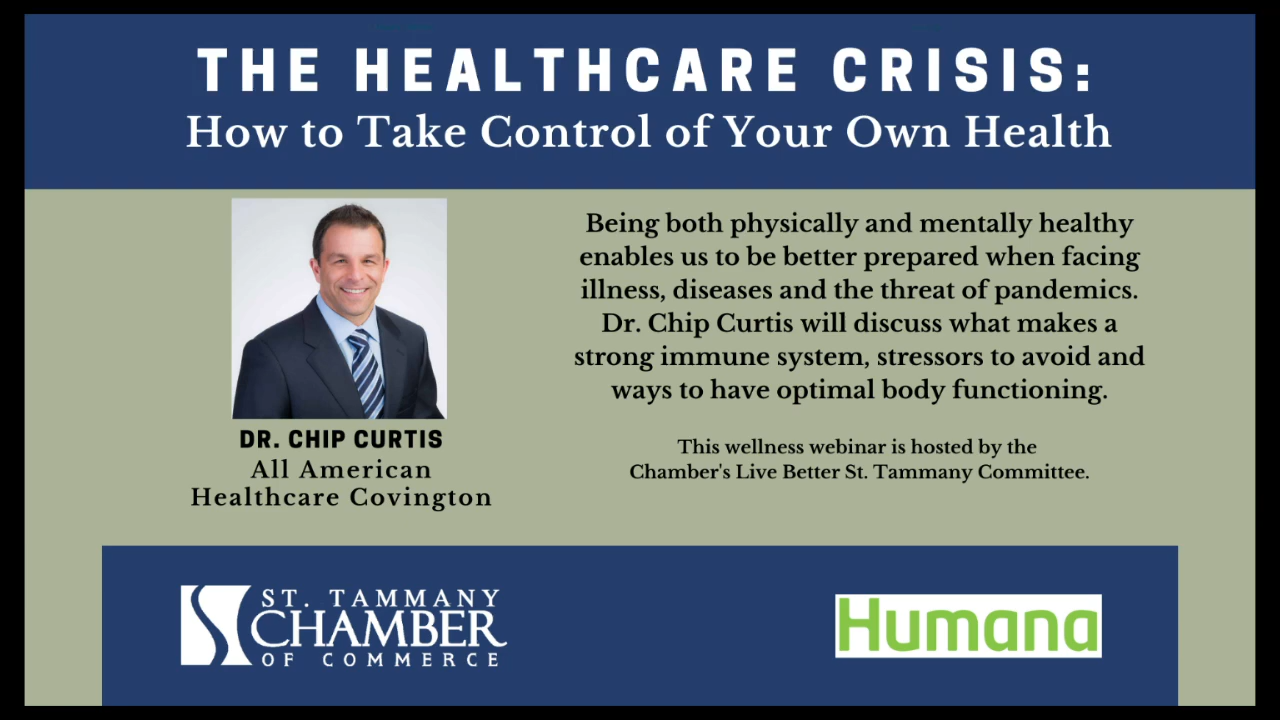 THE HEALTHCARE CRISIS:
How to Take Control of Your Own Health
DR. CHIP CURTIS
All American
Healthcare Covington
Being both physically and mentally healthy
enables us to be better prepared when facing
illness, diseases and the threat of pandemics.
Dr. Chip Curtis will discuss what makes a
strong immune system, stressors to avoid and
ways to have optimal body functioning.
This wellness webinar is hosted by the
Chamber's Live Better St. Tammany Committee.
ST. TAMMANY
CHAMBER
OF COMMERCE
Humana